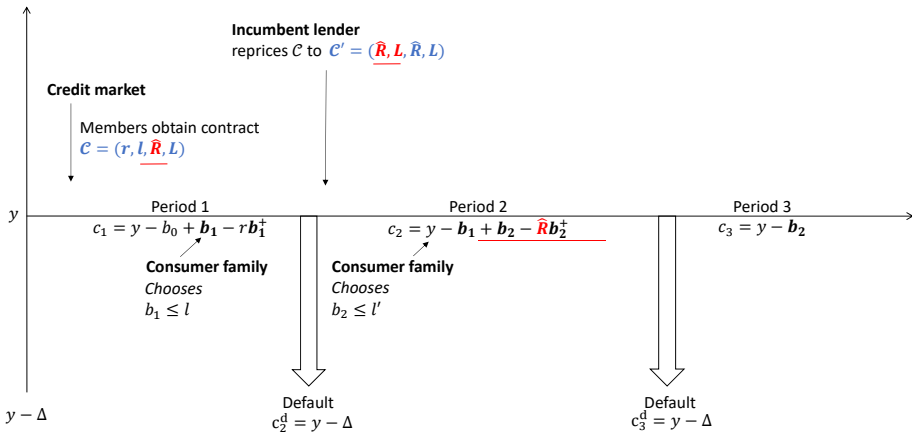 Incumbent lender
reprices 𝒞 to 𝓒′ = (R̂, L, R̂, L)
Credit market
Members obtain contract
𝓒 = (r, l, R̂, L)
y
Period 1
Period 2
Period 3
c₁ = y − b₀ + b₁ − rb₁⁺
c₂ = y − b₁ + b₂ − R̂b₂⁺
c₃ = y − b₂
Consumer family
Chooses
b₁ ≤ l
Consumer family
Chooses
b₂ ≤ l′
y − Δ
Default
c₂ᵈ = y − Δ
Default
c₃ᵈ = y − Δ